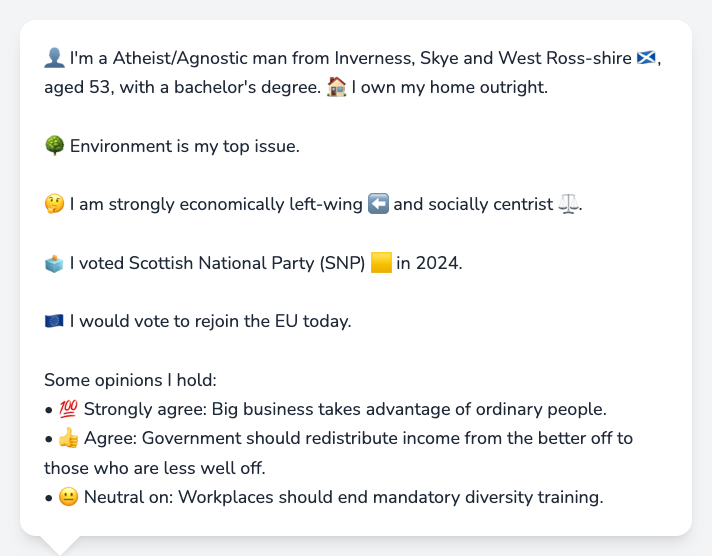 👤 I'm a Atheist/Agnostic man from Inverness, Skye and West Ross-shire 🏴󠁧󠁢󠁳󠁣󠁴󠁿,
aged 53, with a bachelor's degree. 🏠 I own my home outright.
🌳 Environment is my top issue.
🤔 I am strongly economically left-wing ⬅️ and socially centrist ⚖️.
🗳️ I voted Scottish National Party (SNP) 🟨 in 2024.
🇪🇺 I would vote to rejoin the EU today.
Some opinions I hold:
• 💯 Strongly agree: Big business takes advantage of ordinary people.
• 👍 Agree: Government should redistribute income from the better off to
those who are less well off.
• 😐 Neutral on: Workplaces should end mandatory diversity training.